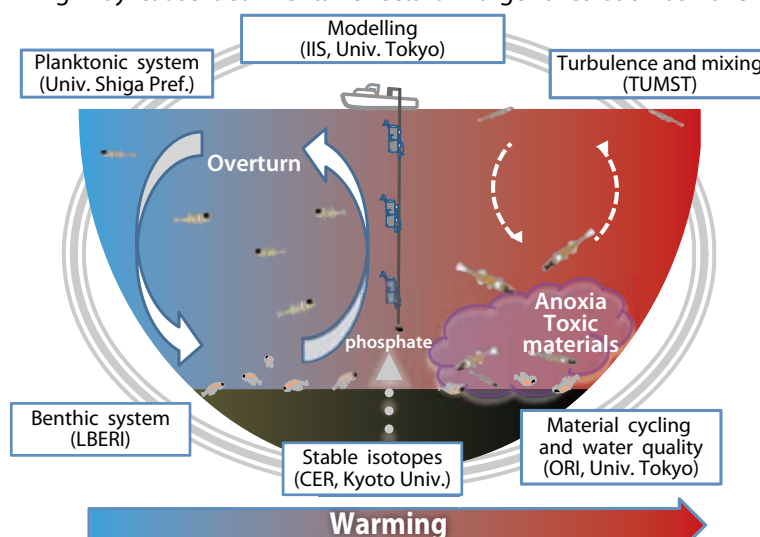 Modelling
(IIS, Univ. Tokyo)
Planktonic system
(Univ. Shiga Pref.)
Turbulence and mixing
(TUMST)
Overturn
Anoxia
Toxic
materials
phosphate
Benthic system
(LBERI)
Material cycling
and water quality
(ORI, Univ. Tokyo)
Stable isotopes
(CER, Kyoto Univ.)
Warming